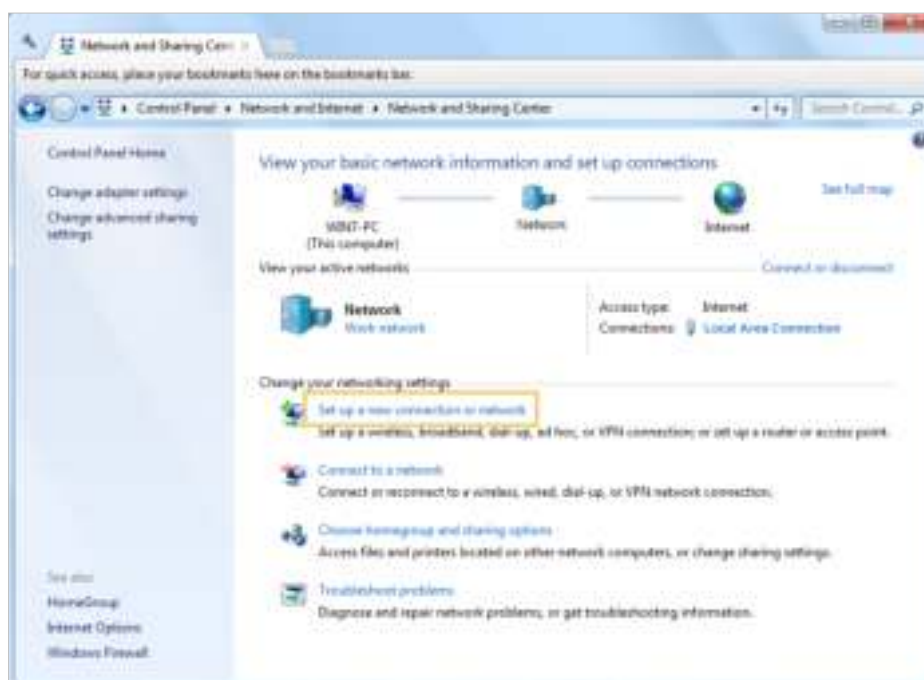 Network and Sharing Cen
For quick access, place your bookmarks here on the bookmarks bar.
Control Panel Network and Internet Network and Sharing Center
Search Control
Control Panel Home
Change adapter settings
Change advanced sharing
settings
View your basic network information and set up connections
See full map
WIN7-PC
(This computer)
Network
Internet
View your active networks
Connect or disconnect
Network
Work network
Access type: Internet
Connections: Local Area Connection
Change your networking settings
Set up a new connection or network
Set up a wireless, broadband, dial-up, ad hoc, or VPN connection; or set up a router or access point.
Connect to a network
Connect or reconnect to a wireless, wired, dial-up, or VPN network connection.
Choose homegroup and sharing options
Access files and printers located on other network computers, or change sharing settings.
Troubleshoot problems
Diagnose and repair network problems, or get troubleshooting information.
See also
HomeGroup
Internet Options
Windows Firewall